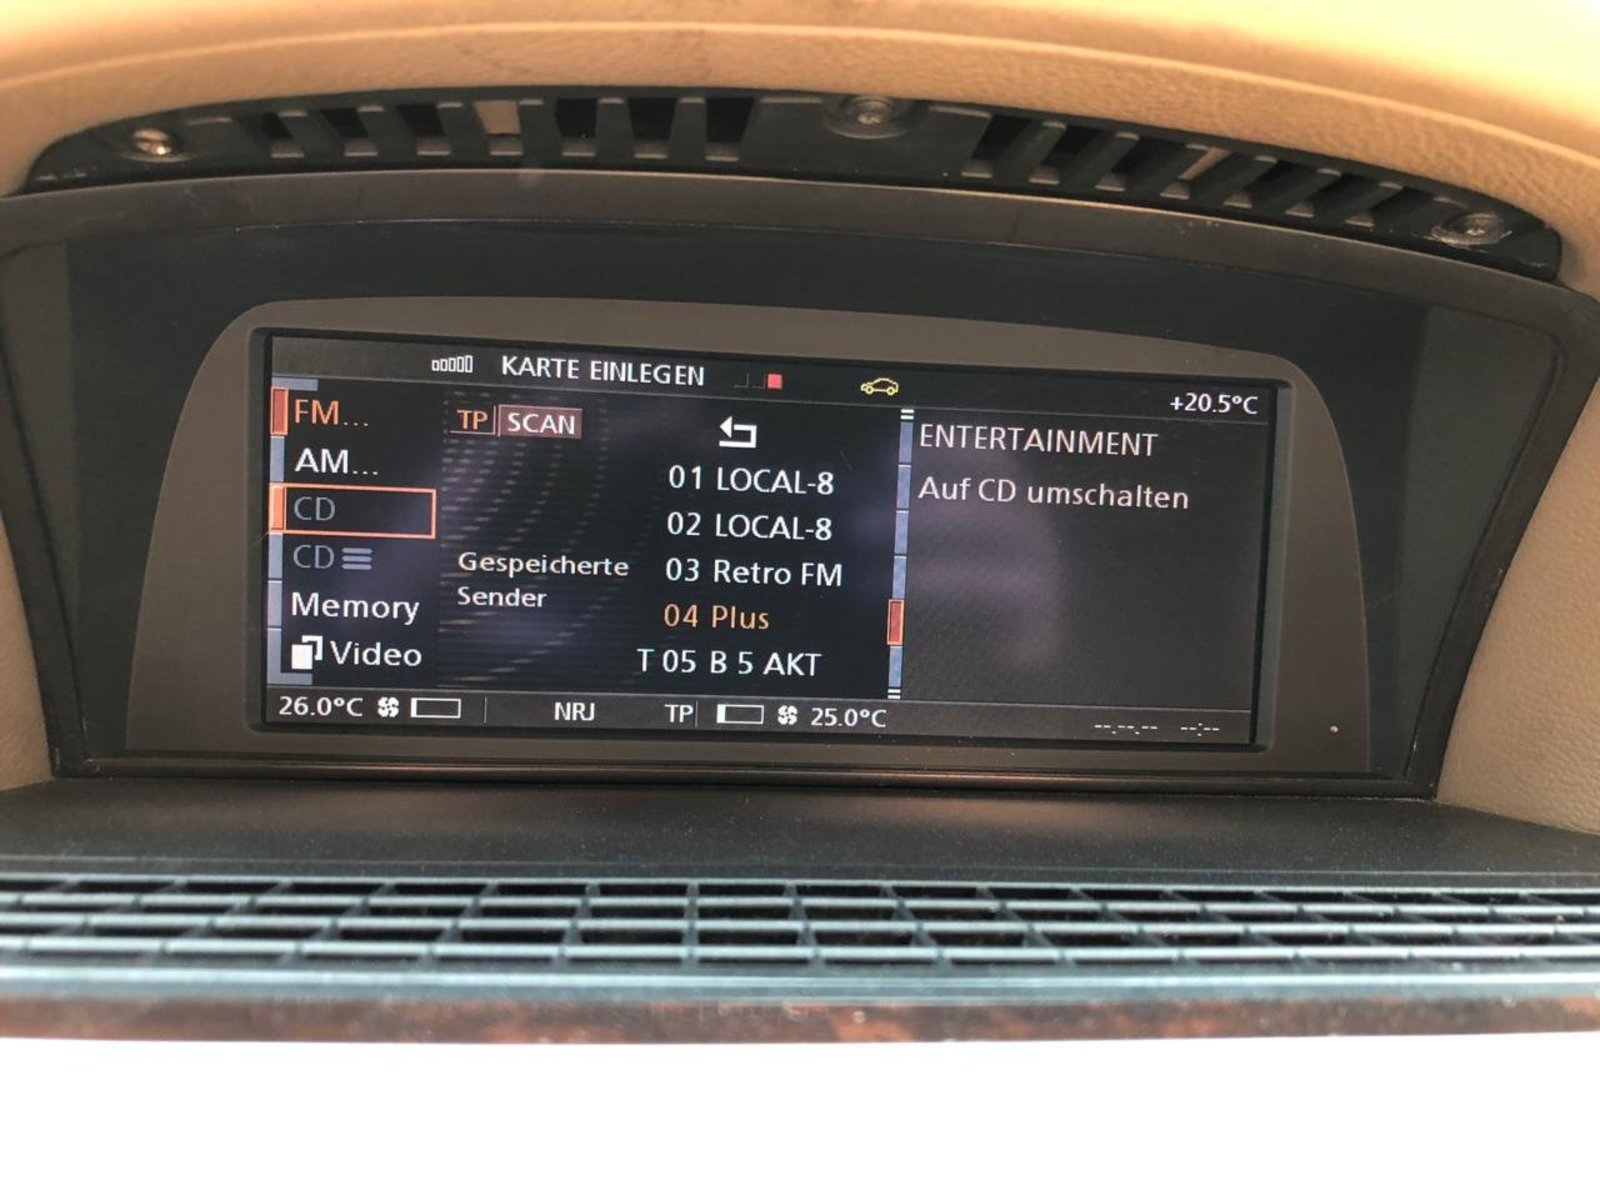 KARTE EINLEGEN
+20.5°C
FM...
AM...
CD
CD
Memory
Video
TP SCAN
Gespeicherte
Sender
01 LOCAL-8
02 LOCAL-8
03 Retro FM
04 Plus
T 05 B 5 AKT
ENTERTAINMENT
Auf CD umschalten
26.0°C NRJ TP 25.0°C --.--.-- --:--